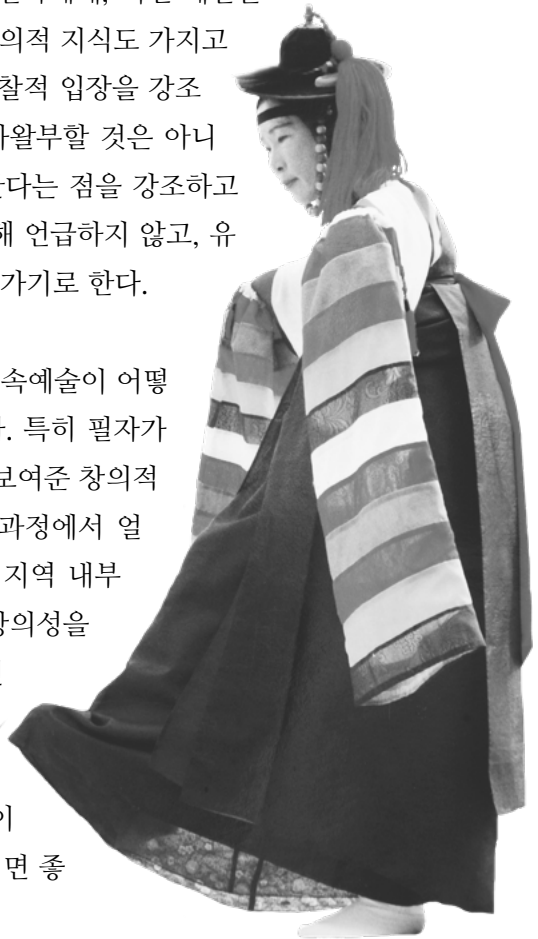 의적 지식도 가지고
찰적 입장을 강조
가왈부할 것은 아니
한다는 점을 강조하고
해 언급하지 않고, 유
가기로 한다.
속예술이 어떻
다. 특히 필자가
보여준 창의적
과정에서 얼
지역 내부
창의성을
이
면 좋